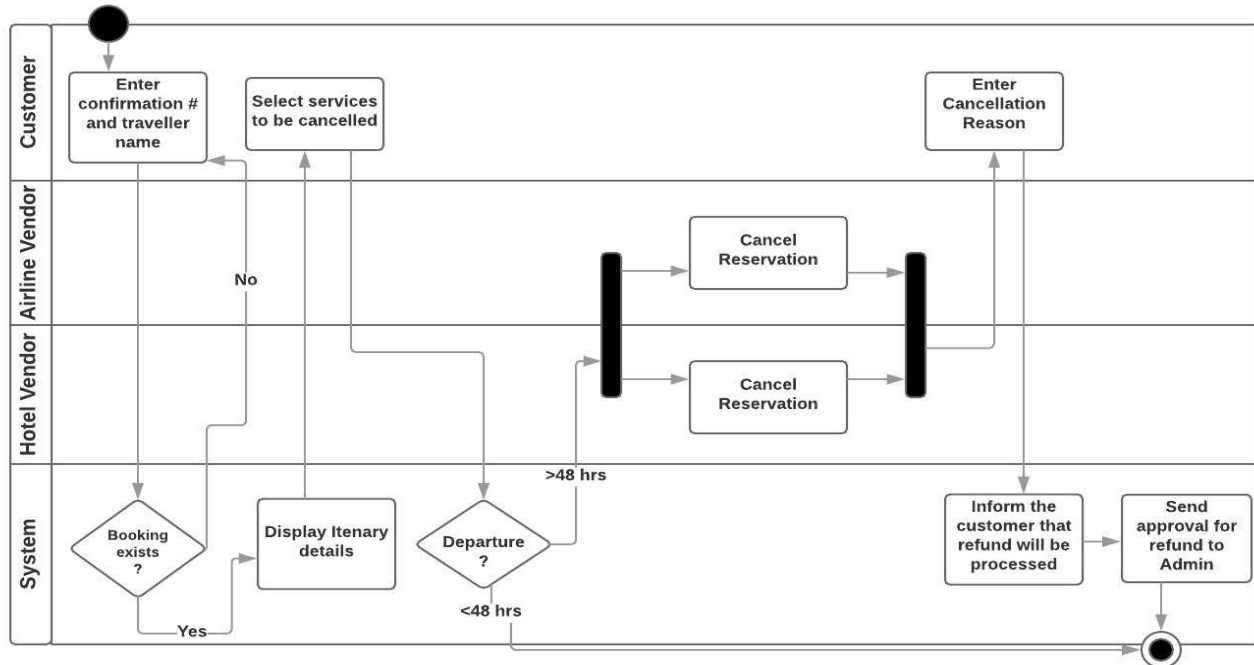 Customer
Enter
confirmation #
and traveller
name
Select services
to be cancelled
Enter
Cancellation
Reason
Airline Vendor
Cancel
Reservation
No
Hotel Vendor
Cancel
Reservation
>48 hrs
System
Booking
exists
?
Yes
Display Itenary
details
Departure
?
<48 hrs
Inform the
customer that
refund will be
processed
Send
approval for
refund to
Admin